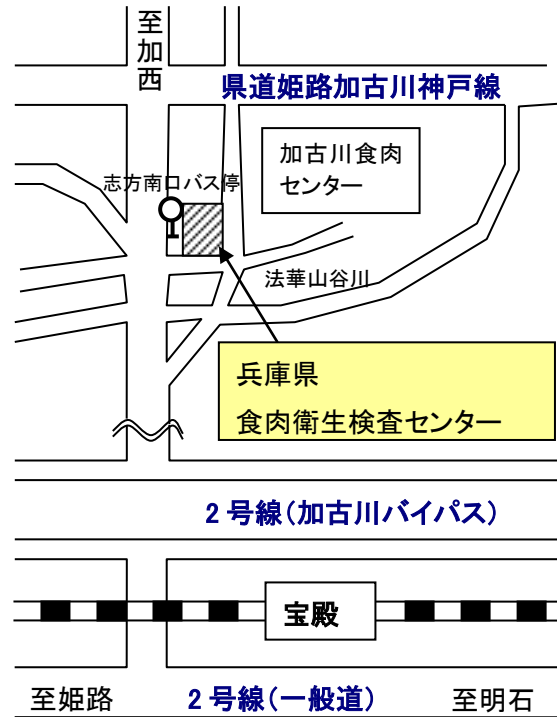 至加西
県道姫路加古川神戸線
加古川食肉
センター
志方南口バス停
法華山谷川
兵庫県
食肉衛生検査センター
2号線(加古川バイパス)
宝殿
至姫路
2号線(一般道)
至明石